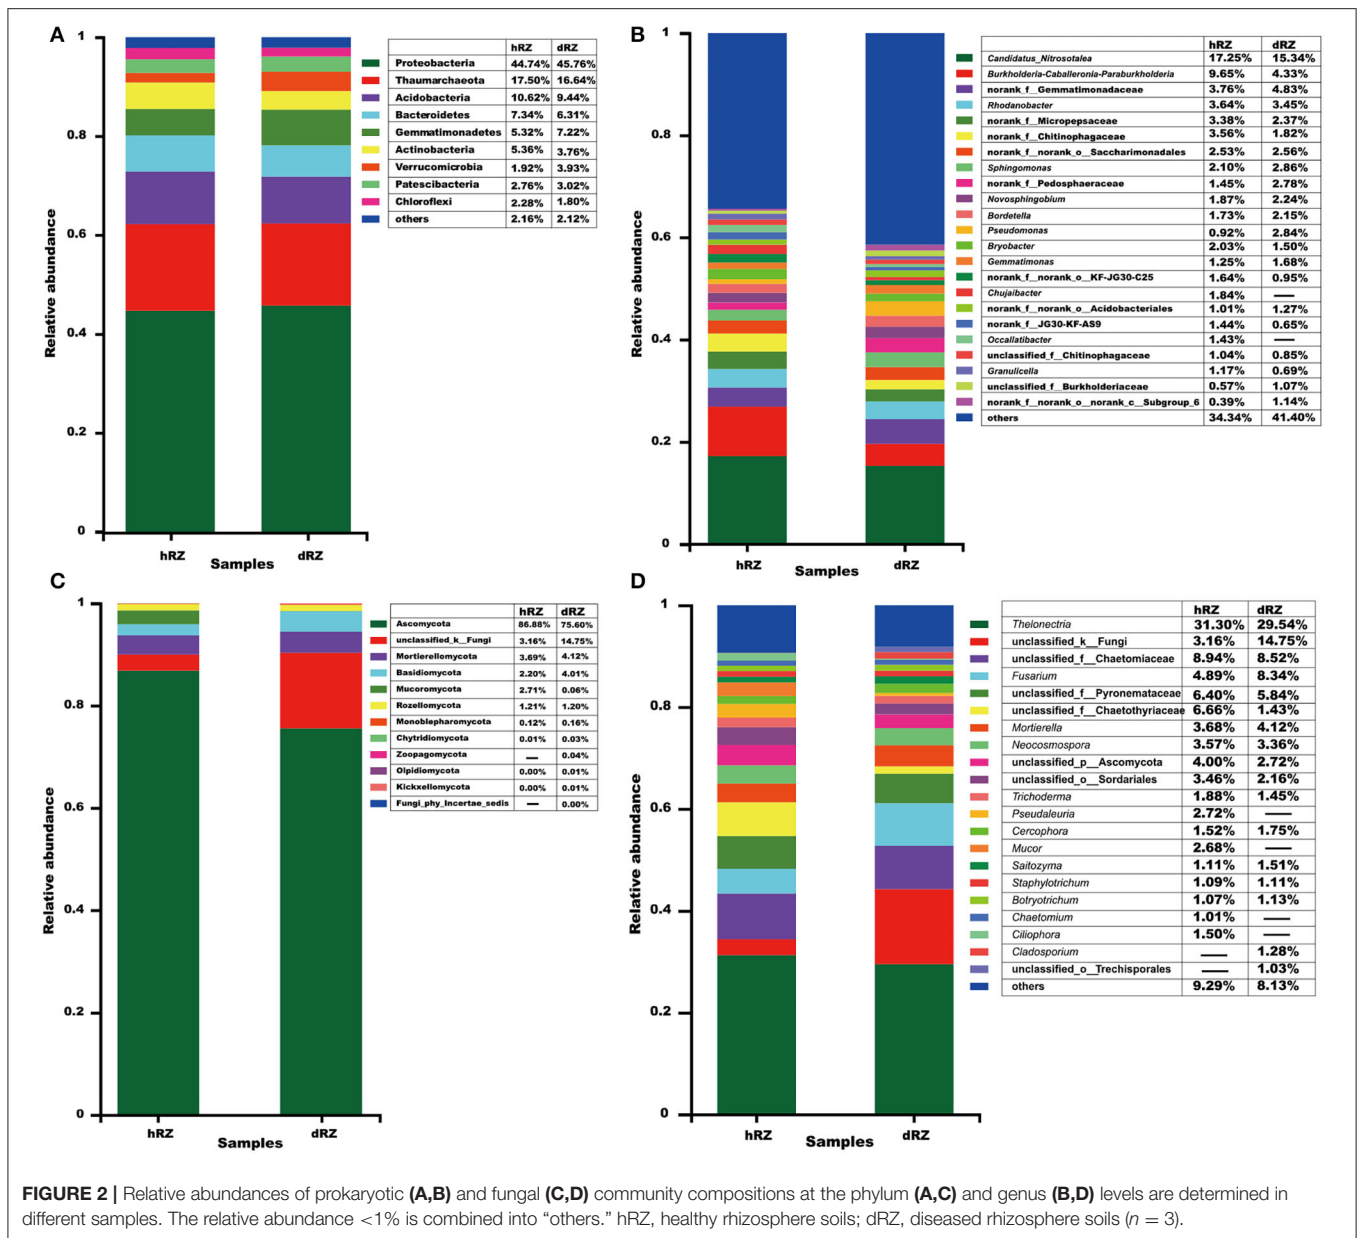 A
1
0.8
0.6
0.4
0.2
0
Relative abundance
hRZ
dRZ
Samples
hRZ dRZ
Proteobacteria 44.74% 45.76%
Thaumarchaeota 17.50% 16.64%
Acidobacteria 10.62% 9.44%
Bacteroidetes 7.34% 6.31%
Gemmatimonadetes 5.32% 7.22%
Actinobacteria 5.36% 3.76%
Verrucomicrobia 1.92% 3.93%
Patescibacteria 2.76% 3.02%
Chloroflexi 2.28% 1.80%
others 2.16% 2.12%
B
1
0.8
0.6
0.4
0.2
0
Relative abundance
hRZ
dRZ
Samples
hRZ dRZ
Candidatus_Nitrosotalea 17.25% 15.34%
Burkholderia-Caballeronia-Paraburkholderia 9.65% 4.33%
norank_f__Gemmatimonadaceae 3.76% 4.83%
Rhodanobacter 3.64% 3.45%
norank_f__Micropepsaceae 3.38% 2.37%
norank_f__Chitinophagaceae 3.56% 1.82%
norank_f__norank_o__Saccharimonadales 2.53% 2.56%
Sphingomonas 2.10% 2.86%
norank_f__Pedosphaeraceae 1.45% 2.78%
Novosphingobium 1.87% 2.24%
Bordetella 1.73% 2.15%
Pseudomonas 0.92% 2.84%
Bryobacter 2.03% 1.50%
Gemmatimonas 1.25% 1.68%
norank_f__norank_o__KF-JG30-C25 1.64% 0.95%
Chujaibacter 1.84% —
norank_f__norank_o__Acidobacteriales 1.01% 1.27%
norank_f__JG30-KF-AS9 1.44% 0.65%
Occallatibacter 1.43% —
unclassified_f__Chitinophagaceae 1.04% 0.85%
Granulicella 1.17% 0.69%
unclassified_f__Burkholderiaceae 0.57% 1.07%
norank_f__norank_o__norank_c__Subgroup_6 0.39% 1.14%
others 34.34% 41.40%
C
1
0.8
0.6
0.4
0.2
0
Relative abundance
hRZ
dRZ
Samples
hRZ dRZ
Ascomycota 86.88% 75.60%
unclassified_k__Fungi 3.16% 14.75%
Mortierellomycota 3.69% 4.12%
Basidiomycota 2.20% 4.01%
Mucoromycota 2.71% 0.06%
Rozellomycota 1.21% 1.20%
Monoblepharomycota 0.12% 0.16%
Chytridiomycota 0.01% 0.03%
Zoopagomycota — 0.04%
Olpidiomycota 0.00% 0.01%
Kickxellomycota 0.00% 0.01%
Fungi_phy_Incertae_sedis — 0.00%
D
1
0.8
0.6
0.4
0.2
0
Relative abundance
hRZ
dRZ
Samples
hRZ dRZ
Thelonectria 31.30% 29.54%
unclassified_k__Fungi 3.16% 14.75%
unclassified_f__Chaetomiaceae 8.94% 8.52%
Fusarium 4.89% 8.34%
unclassified_f__Pyronemataceae 6.40% 5.84%
unclassified_f__Chaetothyriaceae 6.66% 1.43%
Mortierella 3.68% 4.12%
Neocosmospora 3.57% 3.36%
unclassified_p__Ascomycota 4.00% 2.72%
unclassified_o__Sordariales 3.46% 2.16%
Trichoderma 1.88% 1.45%
Pseudaleuria 2.72% —
Cercophora 1.52% 1.75%
Mucor 2.68% —
Saitozyma 1.11% 1.51%
Staphylotrichum 1.09% 1.11%
Botryotrichum 1.07% 1.13%
Chaetomium 1.01% —
Ciliophora 1.50% —
Cladosporium — 1.28%
unclassified_o__Trechisporales — 1.03%
others 9.29% 8.13%
FIGURE 2 | Relative abundances of prokaryotic (A,B) and fungal (C,D) community compositions at the phylum (A,C) and genus (B,D) levels are determined in
different samples. The relative abundance <1% is combined into “others.” hRZ, healthy rhizosphere soils; dRZ, diseased rhizosphere soils (n = 3).